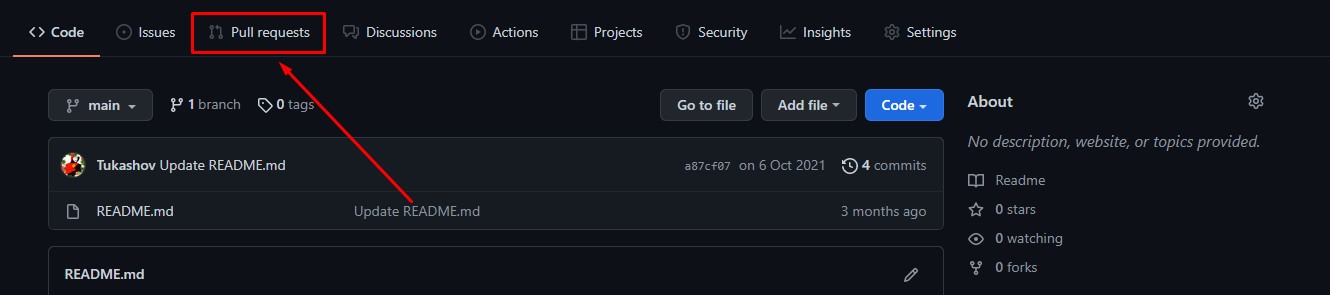 Code Issues Pull requests Discussions Actions Projects Security Insights Settings
main 1 branch 0 tags Go to file Add file Code
About
No description, website, or topics provided.
Tukashov Update README.md a87cf07 on 6 Oct 2021 4 commits
Readme
README.md Update README.md 3 months ago
0 stars
0 watching
0 forks
README.md